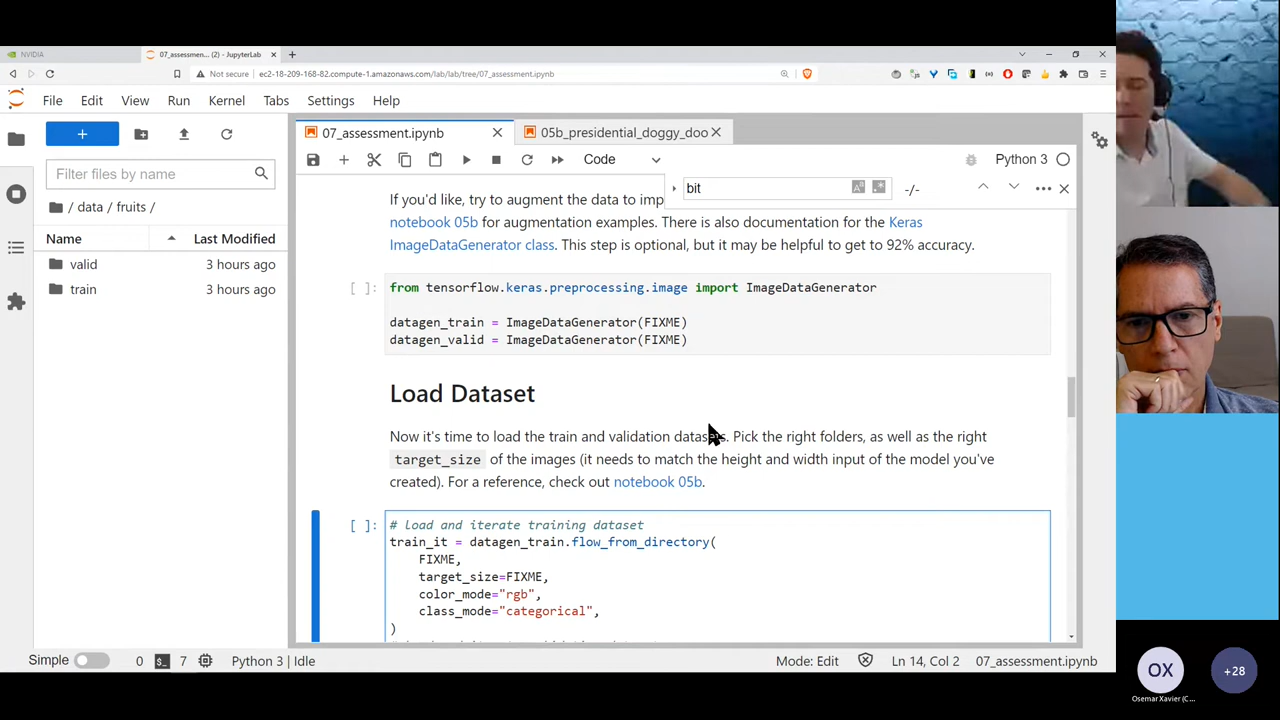 NVIDIA
07_assessmen... (2) - JupyterLab
Not secure
ec2-18-209-168-82.compute-1.amazonaws.com/lab/lab/tree/07_assessment.ipynb
File Edit View Run Kernel Tabs Settings Help
07_assessment.ipynb
05b_presidential_doggy_doo
Code
Python 3
Filter files by name
bit
-/-
/ data / fruits /
Name
Last Modified
valid
3 hours ago
train
3 hours ago
If you'd like, try to augment the data to imp
notebook 05b for augmentation examples. There is also documentation for the Keras
ImageDataGenerator class. This step is optional, but it may be helpful to get to 92% accuracy.
[ ]:
from tensorflow.keras.preprocessing.image import ImageDataGenerator
datagen_train = ImageDataGenerator(FIXME)
datagen_valid = ImageDataGenerator(FIXME)
Load Dataset
Now it's time to load the train and validation datasets. Pick the right folders, as well as the right
target_size of the images (it needs to match the height and width input of the model you've
created). For a reference, check out notebook 05b.
[ ]:
# load and iterate training dataset
train_it = datagen_train.flow_from_directory(
FIXME,
target_size=FIXME,
color_mode="rgb",
class_mode="categorical",
)
Simple
0
7
Python 3 | Idle
Mode: Edit
Ln 14, Col 2
07_assessment.ipynb
OX
+28
Osemar Xavier (C...